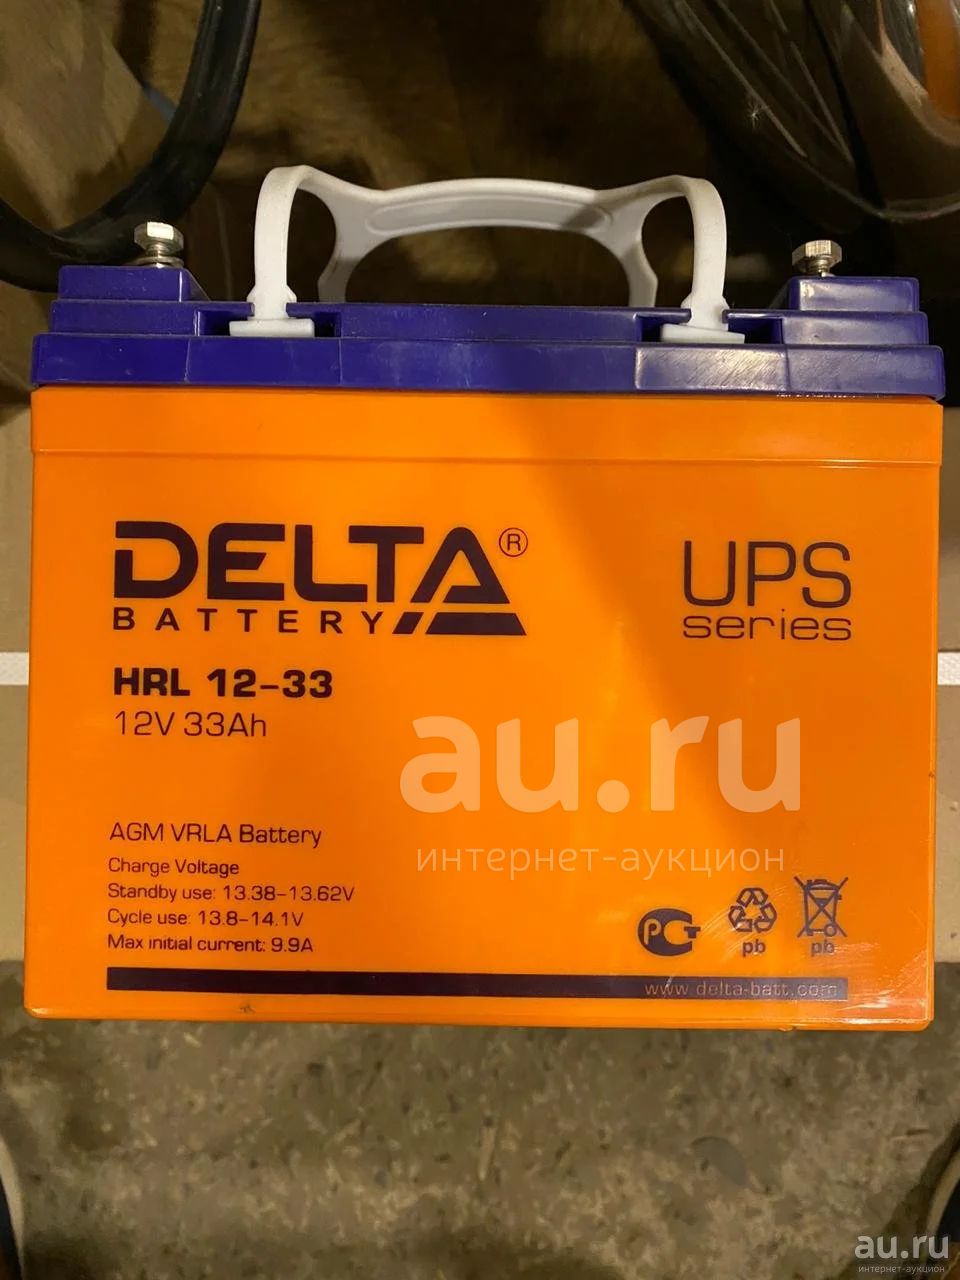 DELTA®
BATTERY
UPS
series
HRL 12-33
12V 33Ah
au.ru
интернет-аукцион
AGM VRLA Battery
Charge Voltage
Standby use: 13.38-13.62V
Cycle use: 13.8-14.1V
Max initial current: 9.9A
РСТ
pb
pb
www.delta-batt.com
au.ru
интернет-аукцион